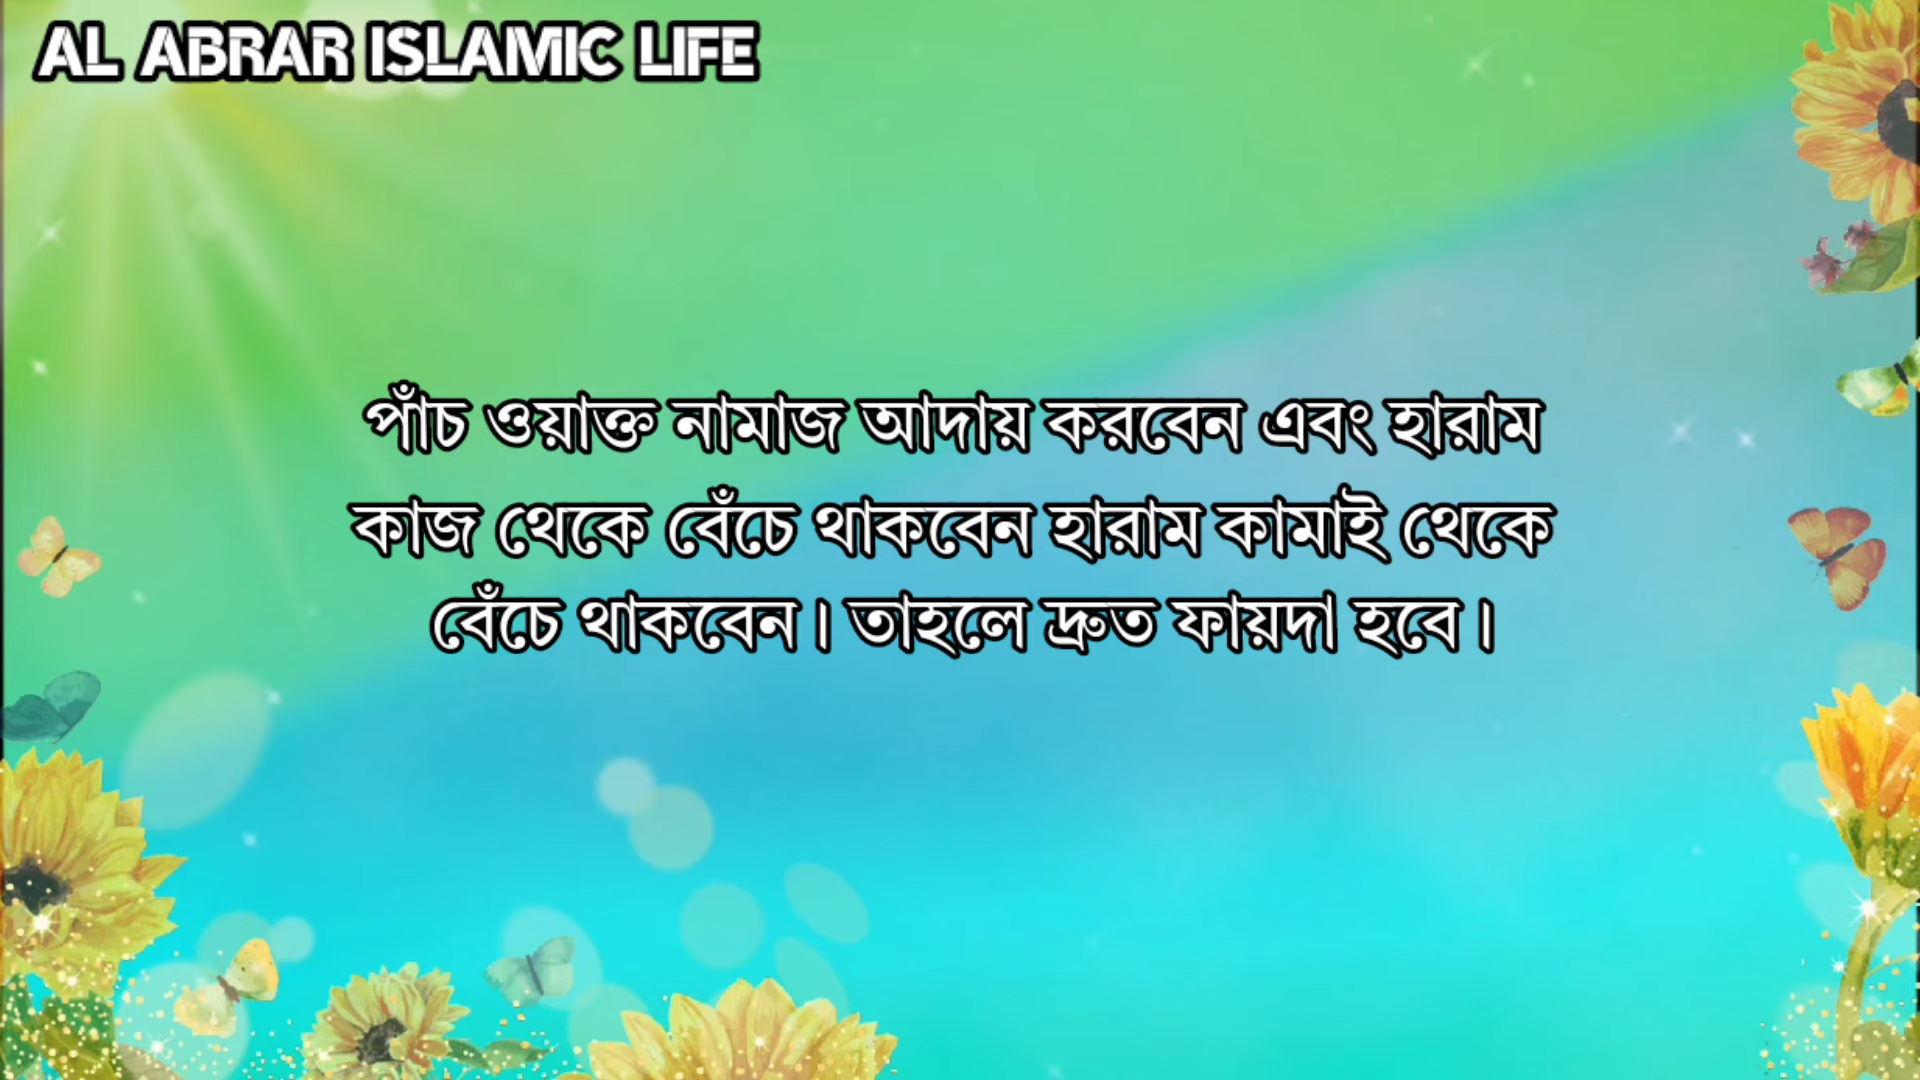 AL ABRAR ISLAMIC LIFE
পাঁচ ওয়াক্ত নামাজ আদায় করবেন এবং হারাম
কাজ থেকে বেঁচে থাকবেন হারাম কামাই থেকে
বেঁচে থাকবেন। তাহলে দ্রুত ফায়দা হবে।